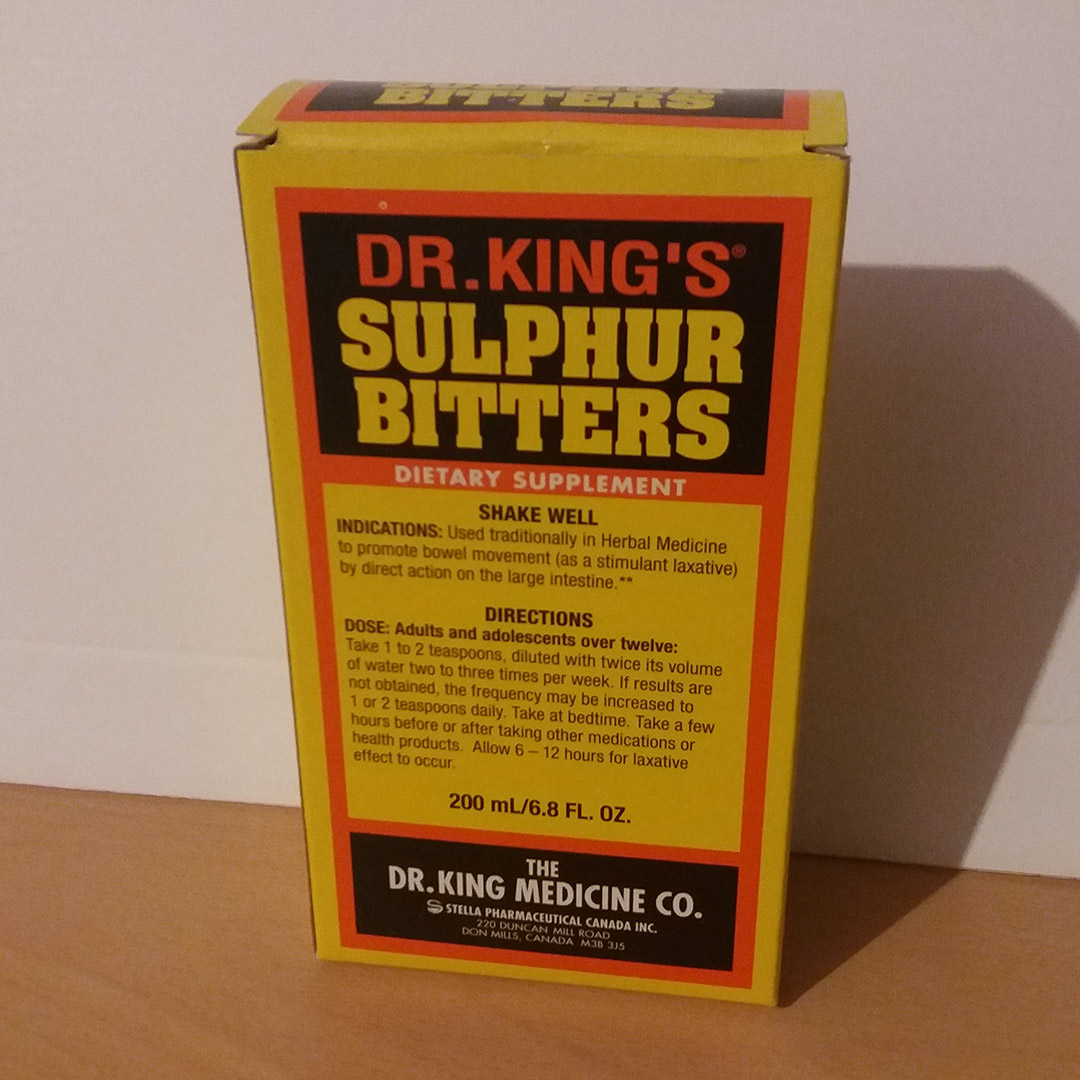 BITTERS
DR.KING'S®
SULPHUR
BITTERS
DIETARY SUPPLEMENT
SHAKE WELL
INDICATIONS: Used traditionally in Herbal Medicine
to promote bowel movement (as a stimulant laxative)
by direct action on the large intestine.**
DIRECTIONS
DOSE: Adults and adolescents over twelve:
Take 1 to 2 teaspoons, diluted with twice its volume
of water two to three times per week. If results are
not obtained, the frequency may be increased to
1 or 2 teaspoons daily. Take at bedtime. Take a few
hours before or after taking other medications or
health products. Allow 6 – 12 hours for laxative
effect to occur.
200 mL/6.8 FL. OZ.
THE
DR.KING MEDICINE CO.
STELLA PHARMACEUTICAL CANADA INC.
220 DUNCAN MILL ROAD
DON MILLS, CANADA M3B 3J5